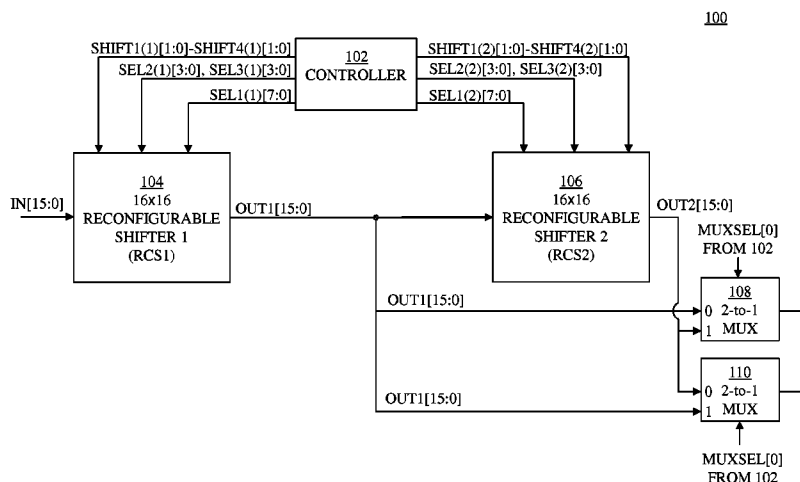 100
SHIFT1(1)[1:0]-SHIFT4(1)[1:0]
SEL2(1)[3:0], SEL3(1)[3:0]
SEL1(1)[7:0]
102
CONTROLLER
SHIFT1(2)[1:0]-SHIFT4(2)[1:0]
SEL2(2)[3:0], SEL3(2)[3:0]
SEL1(2)[7:0]
IN[15:0]
104
16x16
RECONFIGURABLE
SHIFTER 1
(RCS1)
OUT1[15:0]
106
16x16
RECONFIGURABLE
SHIFTER 2
(RCS2)
OUT2[15:0]
MUXSEL[0]
FROM 102
OUT1[15:0]
108
0 2-to-1
1 MUX
OUT1[15:0]
110
0 2-to-1
1 MUX
MUXSEL[0]
FROM 102